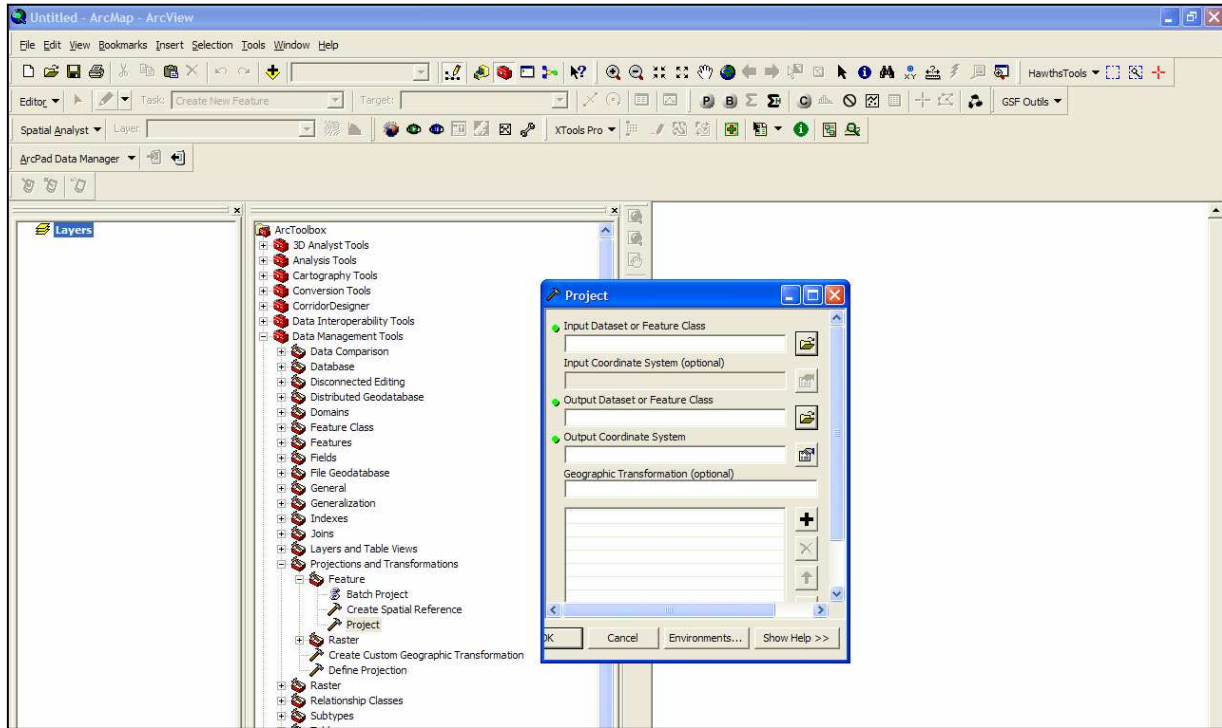 Untitled - ArcMap - ArcView
File Edit View Bookmarks Insert Selection Tools Window Help
HawthsTools
Editor Task: Create New Feature Target: GSF Outils
Spatial Analyst Layer: XTools Pro
ArcPad Data Manager
Layers
ArcToolbox
3D Analyst Tools
Analysis Tools
Cartography Tools
Conversion Tools
CorridorDesigner
Data Interoperability Tools
Data Management Tools
Data Comparison
Database
Disconnected Editing
Distributed Geodatabase
Domains
Feature Class
Features
Fields
File Geodatabase
General
Generalization
Indexes
Joins
Layers and Table Views
Projections and Transformations
Feature
Batch Project
Create Spatial Reference
Project
Raster
Create Custom Geographic Transformation
Define Projection
Raster
Relationship Classes
Subtypes
Project
Input Dataset or Feature Class
Input Coordinate System (optional)
Output Dataset or Feature Class
Output Coordinate System
Geographic Transformation (optional)
Cancel Environments... Show Help >>